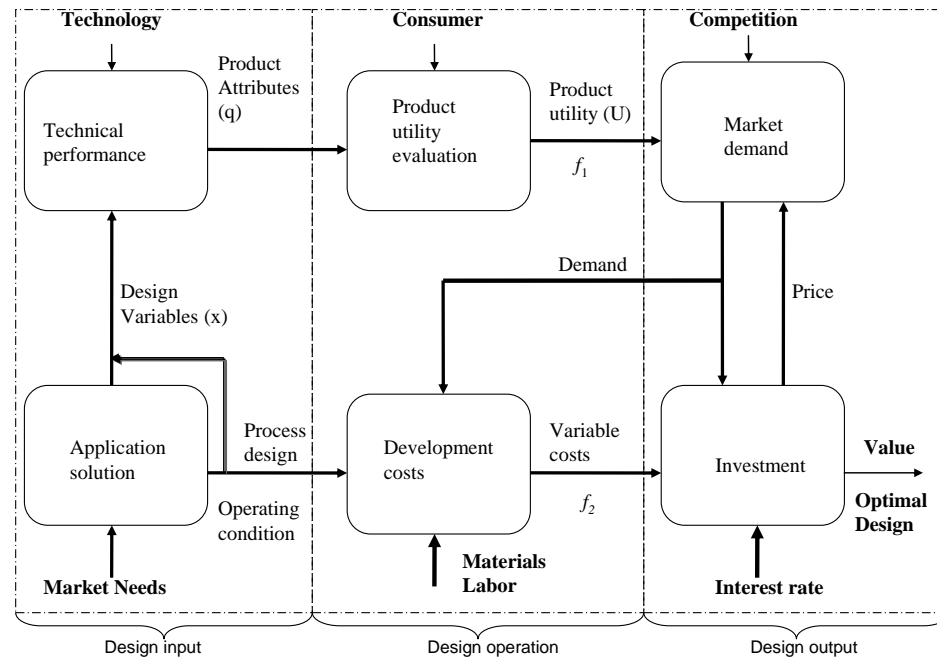 Technology
Consumer
Competition
Product
Attributes
(q)
Technical
performance
Product
utility
evaluation
Product
utility (U)
f1
Market
demand
Design
Variables (x)
Demand
Price
Application
solution
Process
design
Operating
condition
Development
costs
Variable
costs
f2
Investment
Value
Optimal
Design
Market Needs
Materials
Labor
Interest rate
Design input
Design operation
Design output